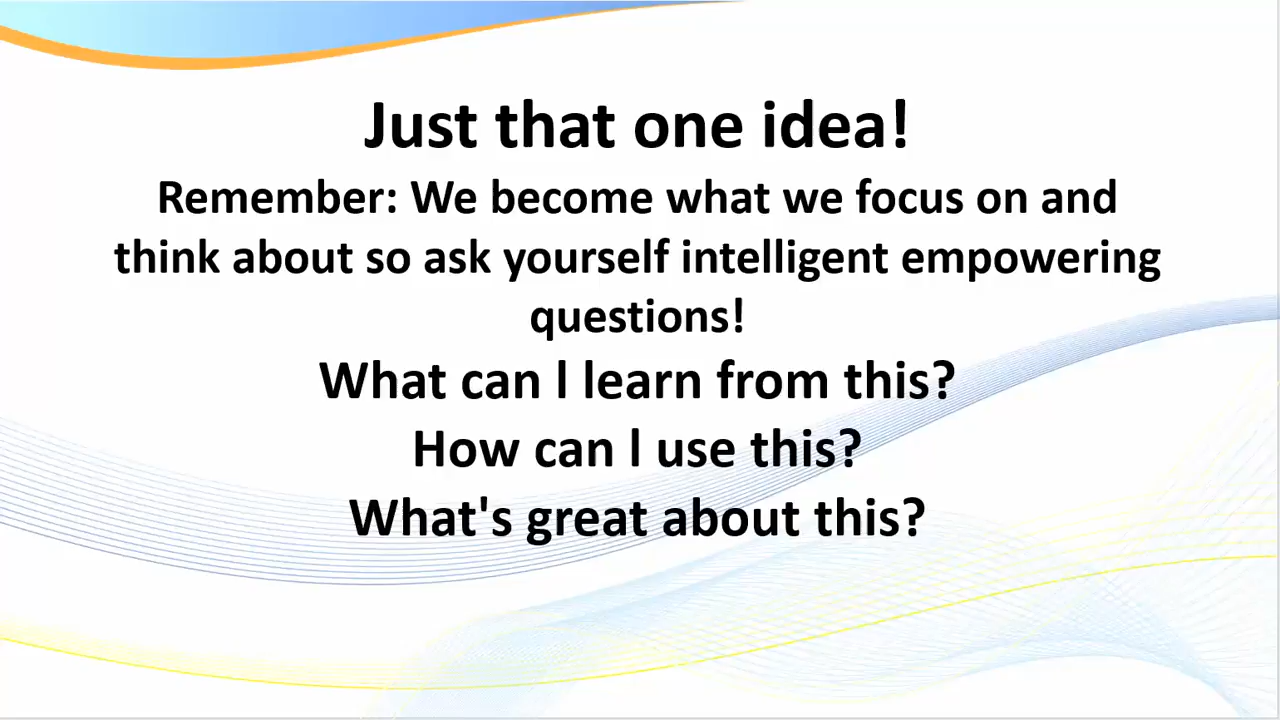 Just that one idea!
Remember: We become what we focus on and
think about so ask yourself intelligent empowering
questions!
What can I learn from this?
How can I use this?
What's great about this?